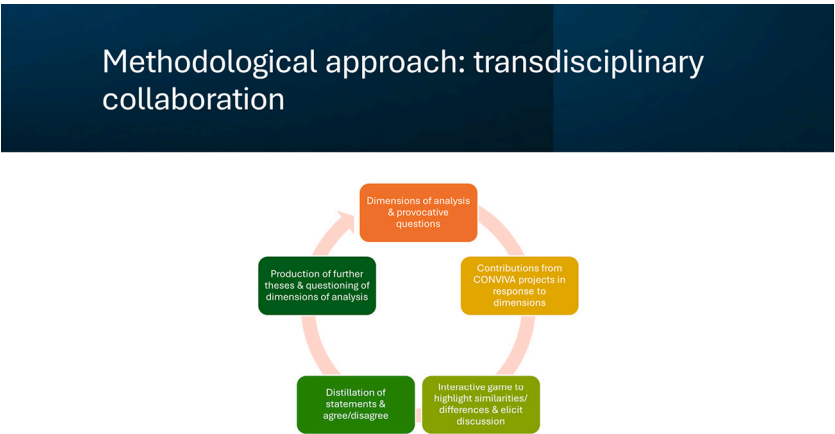 Methodological approach: transdisciplinary
collaboration
Dimensions of analysis
& provocative
questions
Contributions from
CONVIVA projects in
response to
dimensions
Interactive game to
highlight similarities/
differences & elicit
discussion
Distillation of
statements &
agree/disagree
Production of further
theses & questioning of
dimensions of analysis